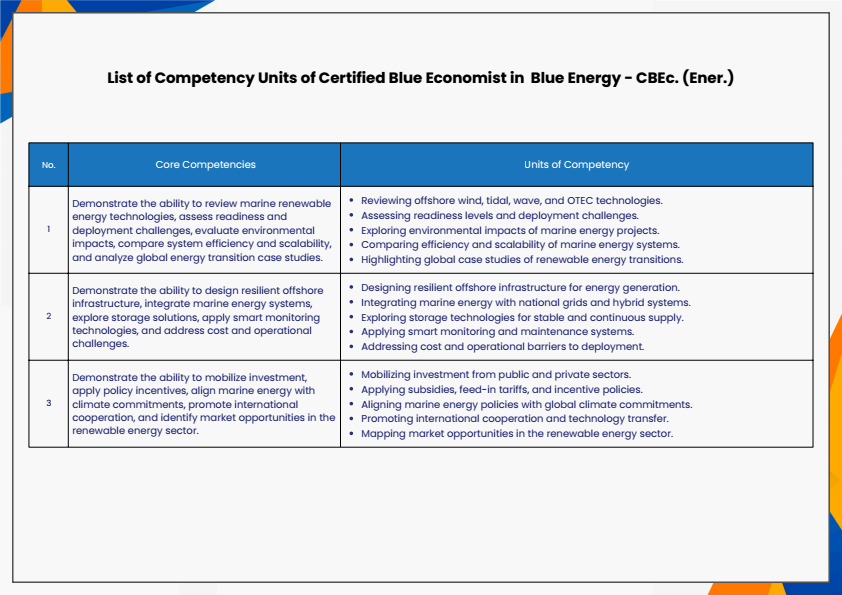 List of Competency Units of Certified Blue Economist in Blue Energy - CBEc. (Ener.)
No.
Core Competencies
Units of Competency
1
Demonstrate the ability to review marine renewable
energy technologies, assess readiness and
deployment challenges, evaluate environmental
impacts, compare system efficiency and scalability,
and analyze global energy transition case studies.
• Reviewing offshore wind, tidal, wave, and OTEC technologies.
• Assessing readiness levels and deployment challenges.
• Exploring environmental impacts of marine energy projects.
• Comparing efficiency and scalability of marine energy systems.
• Highlighting global case studies of renewable energy transitions.
2
Demonstrate the ability to design resilient offshore
infrastructure, integrate marine energy systems,
explore storage solutions, apply smart monitoring
technologies, and address cost and operational
challenges.
• Designing resilient offshore infrastructure for energy generation.
• Integrating marine energy with national grids and hybrid systems.
• Exploring storage technologies for stable and continuous supply.
• Applying smart monitoring and maintenance systems.
• Addressing cost and operational barriers to deployment.
3
Demonstrate the ability to mobilize investment,
apply policy incentives, align marine energy with
climate commitments, promote international
cooperation, and identify market opportunities in the
renewable energy sector.
• Mobilizing investment from public and private sectors.
• Applying subsidies, feed-in tariffs, and incentive policies.
• Aligning marine energy policies with global climate commitments.
• Promoting international cooperation and technology transfer.
• Mapping market opportunities in the renewable energy sector.